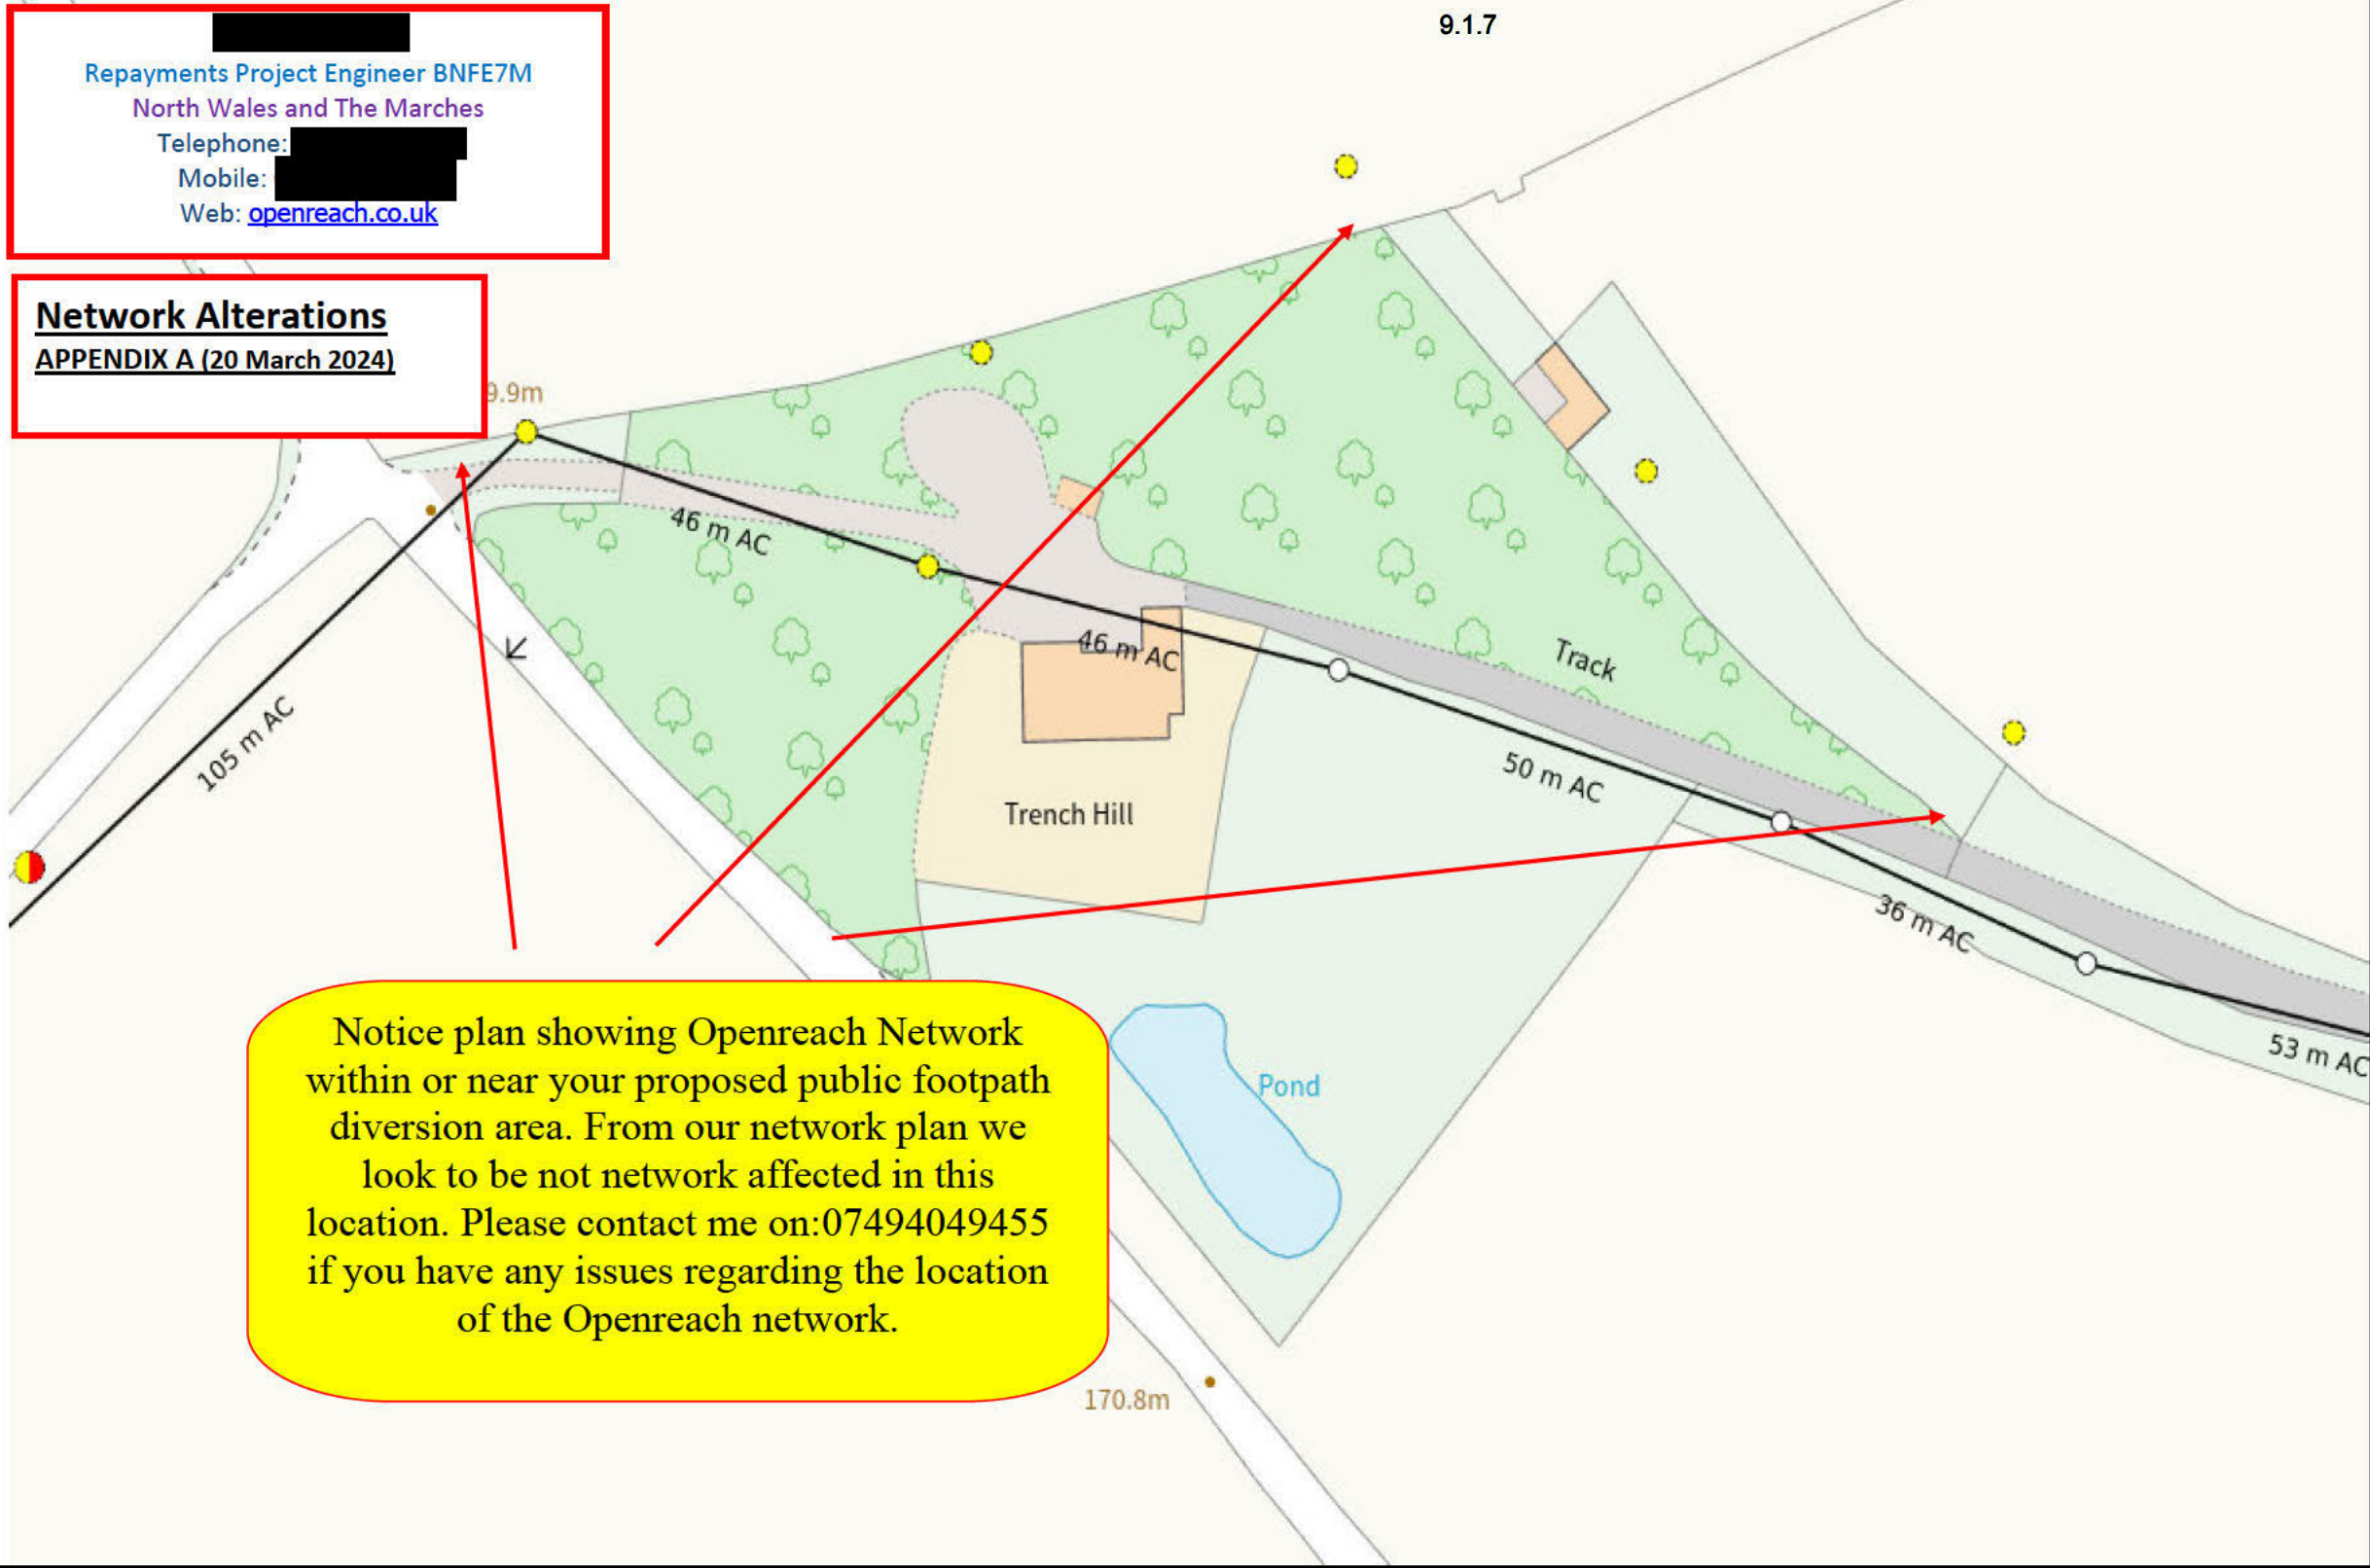 9.1.7
Repayments Project Engineer BNFE7M
North Wales and The Marches
Telephone:
Mobile:
Web: openreach.co.uk
Network Alterations
APPENDIX A (20 March 2024)
9.9m
46 m AC
46 m AC
Track
105 m AC
50 m AC
Trench Hill
36 m AC
53 m AC
Notice plan showing Openreach Network
within or near your proposed public footpath
diversion area. From our network plan we
look to be not network affected in this
location. Please contact me on:07494049455
if you have any issues regarding the location
of the Openreach network.
Pond
170.8m